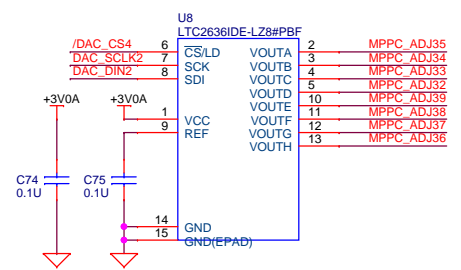 U8
LTC2636IDE-LZ8#PBF
/DAC_CS4 6 CS/LD VOUTA 2 MPPC_ADJ35
DAC_SCLK2 7 SCK VOUTB 3 MPPC_ADJ34
DAC_DIN2 8 SDI VOUTC 4 MPPC_ADJ33
VOUTD 5 MPPC_ADJ32
+3V0A +3V0A VOUTE 10 MPPC_ADJ39
1 VCC VOUTF 11 MPPC_ADJ38
9 REF VOUTG 12 MPPC_ADJ37
VOUTH 13 MPPC_ADJ36
C74 C75
0.1U 0.1U
14 GND
15 GND(EPAD)